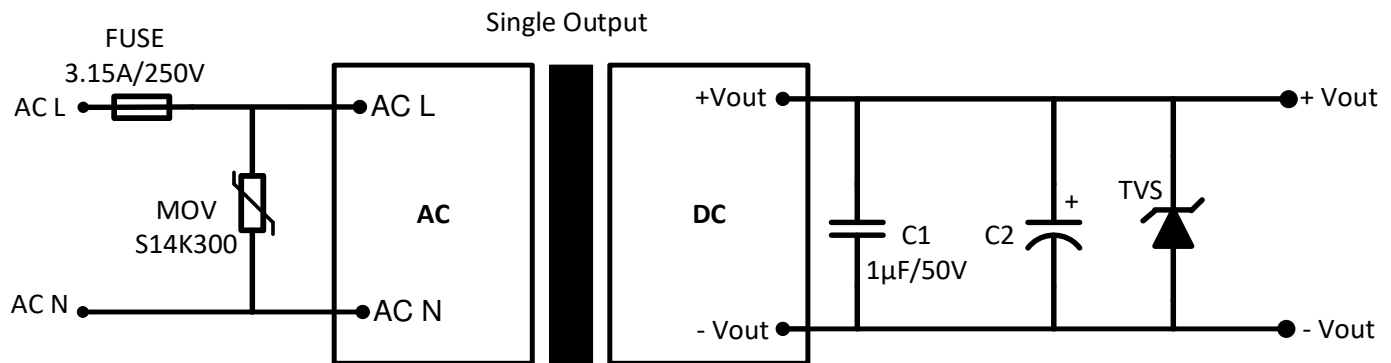 Single Output
FUSE
3.15A/250V
AC L
AC L
+Vout
+ Vout
MOV
S14K300
AC
DC
C1
1µF/50V
C2
+
TVS
AC N
AC N
- Vout
- Vout